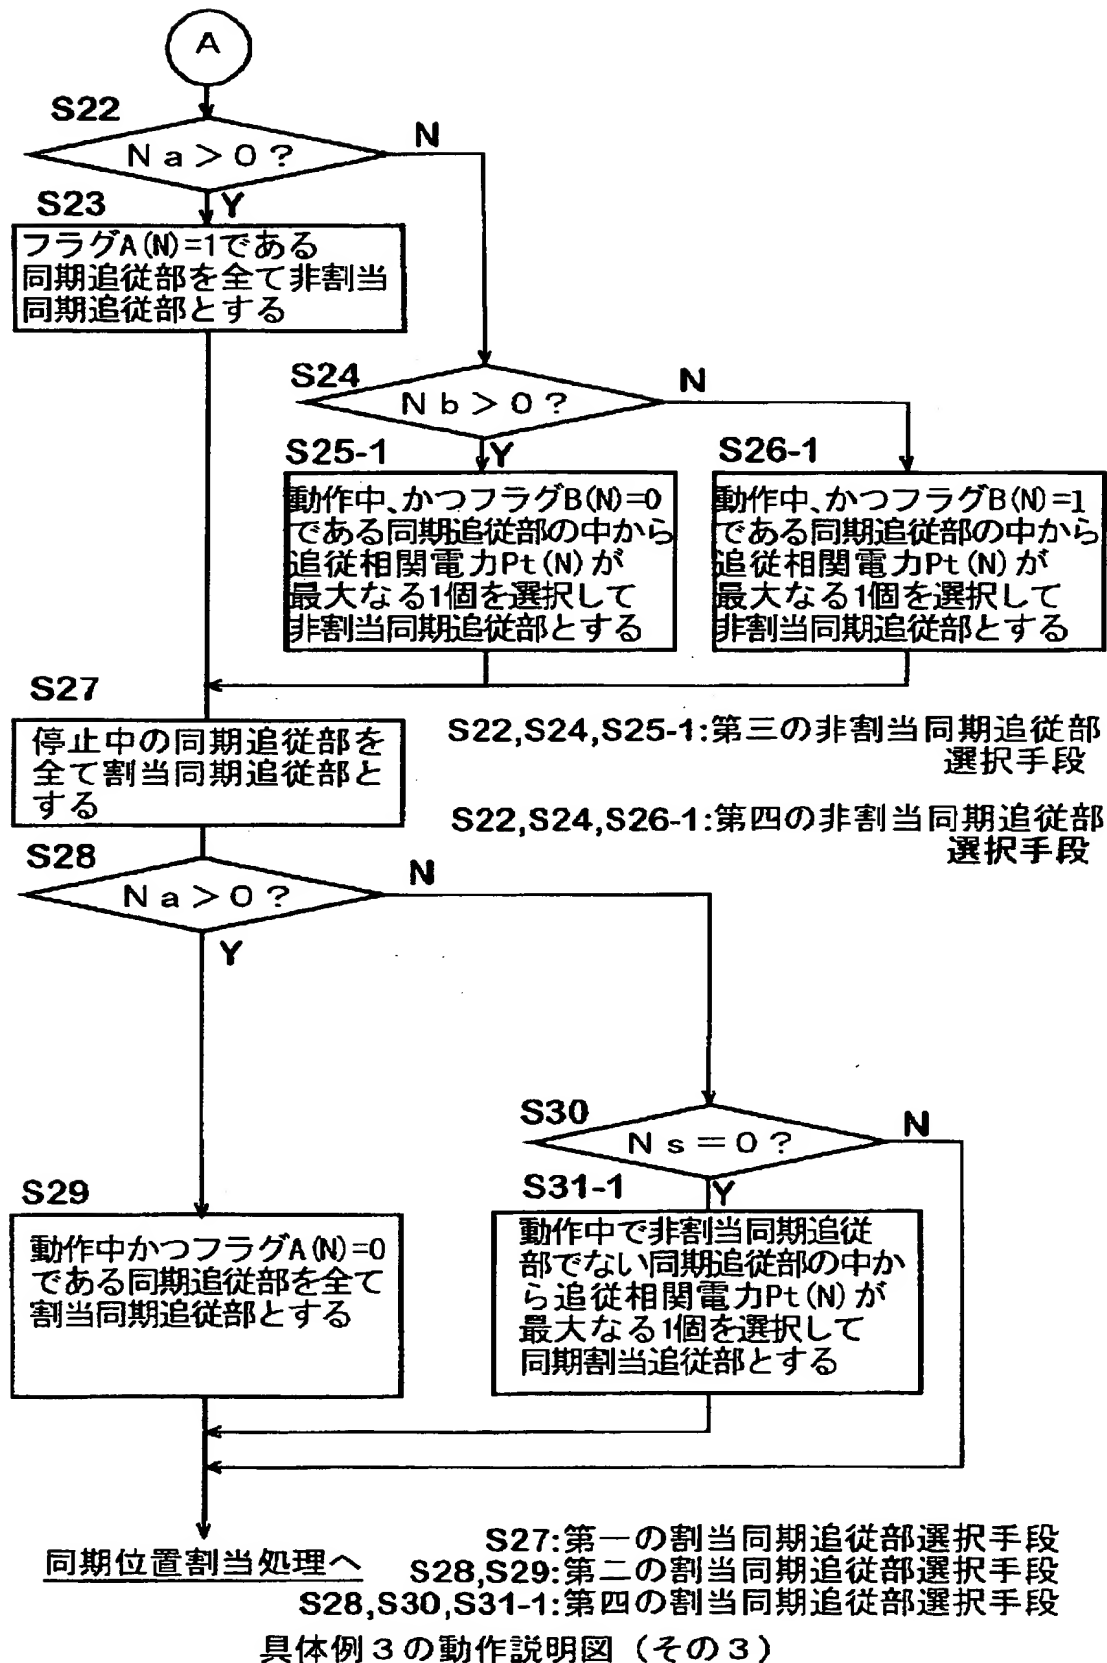 A
S22
Na>0?
N
Y
S23
フラグA(N)=1である
同期追従部を全て非割当
同期追従部とする
S24
Nb>0?
N
Y
S25-1
動作中、かつフラグB(N)=0
である同期追従部の中から
追従相関電力Pt(N)が
最大なる1個を選択して
非割当同期追従部とする
S26-1
動作中、かつフラグB(N)=1
である同期追従部の中から
追従相関電力Pt(N)が
最大なる1個を選択して
非割当同期追従部とする
S27
停止中の同期追従部を
全て割当同期追従部と
する
S22,S24,S25-1:第三の非割当同期追従部
選択手段
S22,S24,S26-1:第四の非割当同期追従部
選択手段
S28
Na>0?
N
Y
S30
Ns=0?
N
Y
S29
動作中かつフラグA(N)=0
である同期追従部を全て
割当同期追従部とする
S31-1
動作中で非割当同期追従
部でない同期追従部の中か
ら追従相関電力Pt(N)が
最大なる1個を選択して
同期割当追従部とする
同期位置割当処理へ
S27:第一の割当同期追従部選択手段
S28,S29:第二の割当同期追従部選択手段
S28,S30,S31-1:第四の割当同期追従部選択手段
具体例3の動作説明図(その3)